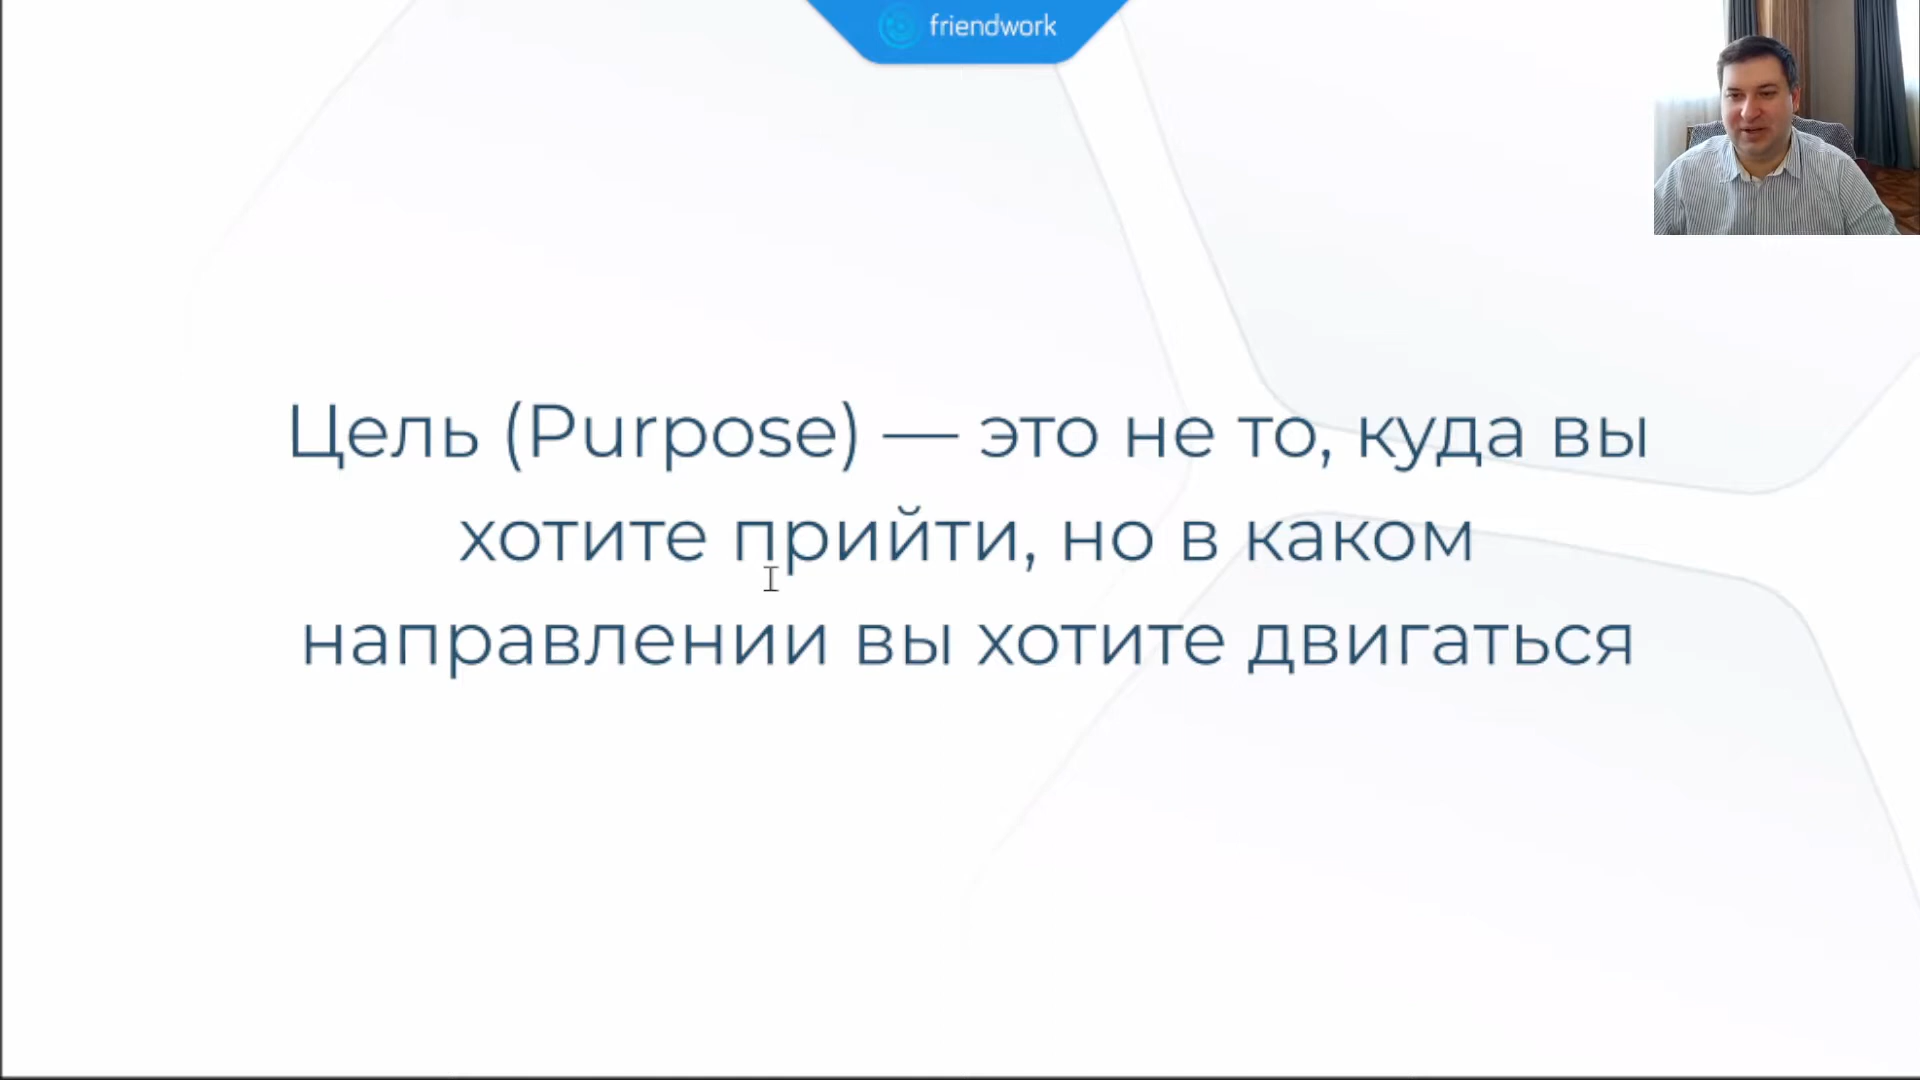 friendwork
Цель (Purpose) — это не то, куда вы
хотите прийти, но в каком
направлении вы хотите двигаться